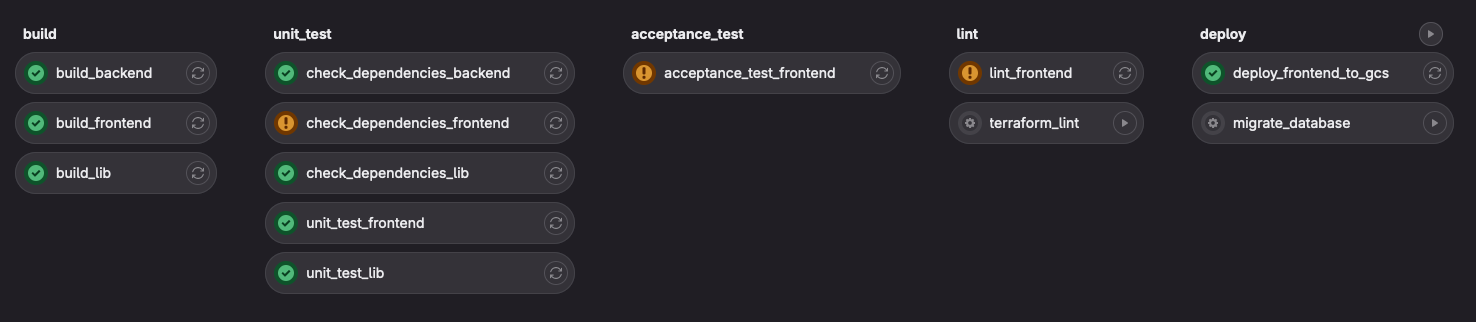 build
build_backend
build_frontend
build_lib
unit_test
check_dependencies_backend
check_dependencies_frontend
check_dependencies_lib
unit_test_frontend
unit_test_lib
acceptance_test
acceptance_test_frontend
lint
lint_frontend
terraform_lint
deploy
deploy_frontend_to_gcs
migrate_database